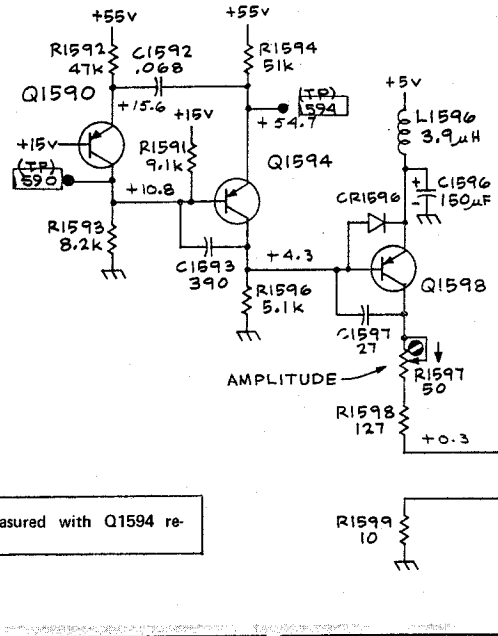 +55v
+55v
R1592
47k
C1592
.068
R1594
51k
Q1590
+15.6
(TP)
594
+54.7
+5v
L1596
3.9μH
+15v
+15v
R1591
9.1k
(TP)
590
+10.8
Q1594
CR1596
+
-
C1596
150μF
R1593
8.2k
C1593
390
+4.3
R1596
5.1k
Q1598
C1597
27
AMPLITUDE
R1597
50
R1598
127
+0.3
asured with Q1594 re-
R1599
10